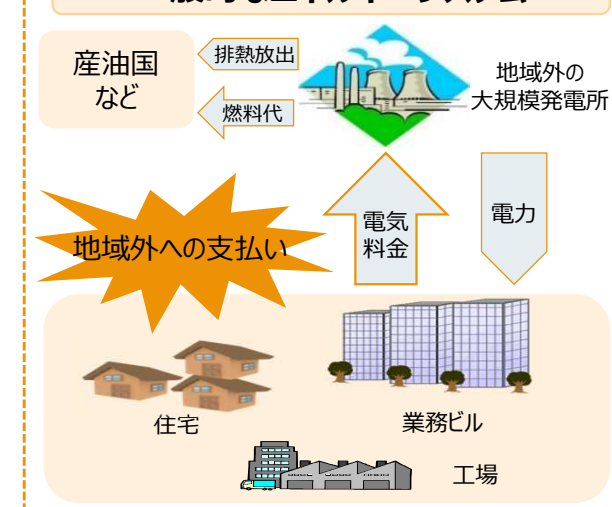 産油国
など
排熱放出
燃料代
地域外の
大規模発電所
地域外への支払い
電気
料金
電力
住宅
業務ビル
工場